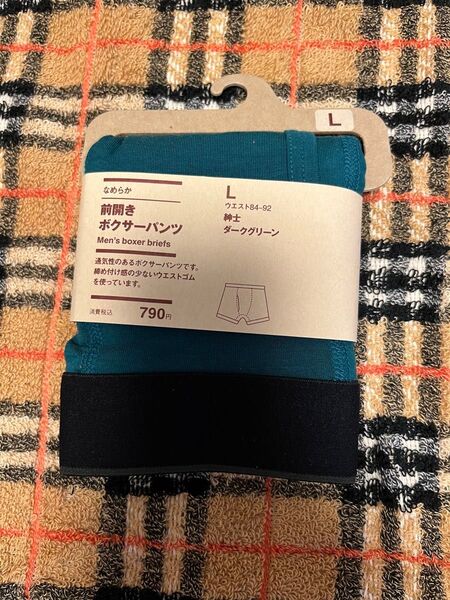 L
なめらか
前開き
ボクサーパンツ
Men's boxer briefs
通気性のあるボクサーパンツです。
締め付け感の少ないウエストゴム
を使っています。
消費税込 790円
L
ウエスト84-92
紳士
ダークグリーン